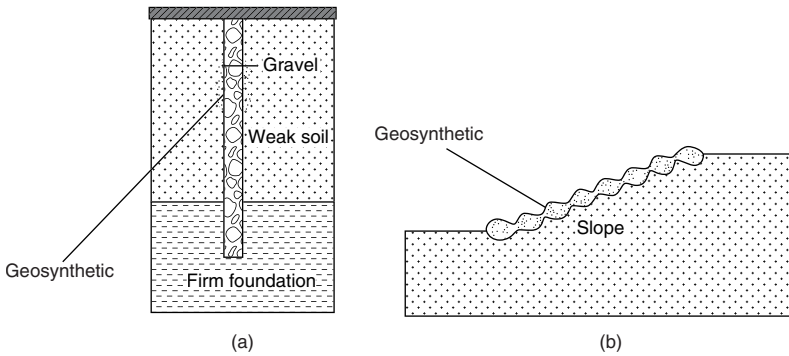 Gravel
Weak soil
Geosynthetic
Firm foundation
(a)
Geosynthetic
Slope
(b)